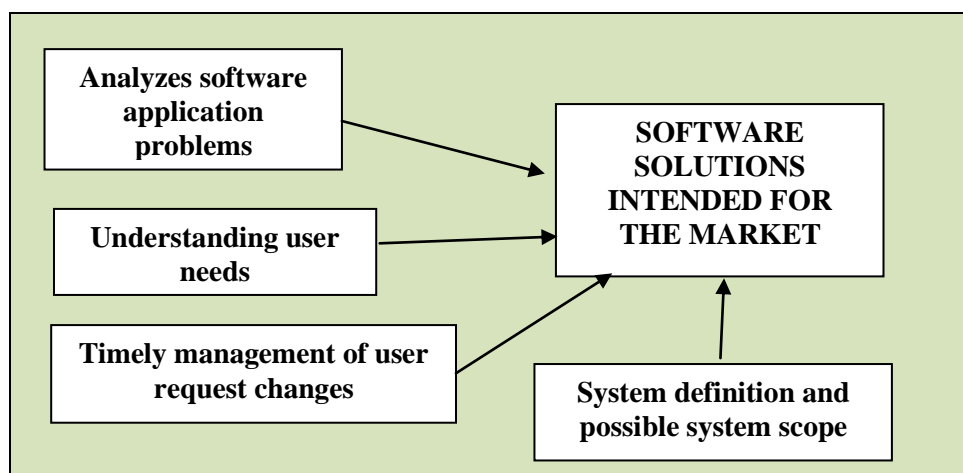 Analyzes software
application
problems
SOFTWARE
SOLUTIONS
INTENDED FOR
THE MARKET
Understanding user
needs
Timely management of user
request changes
System definition and
possible system scope